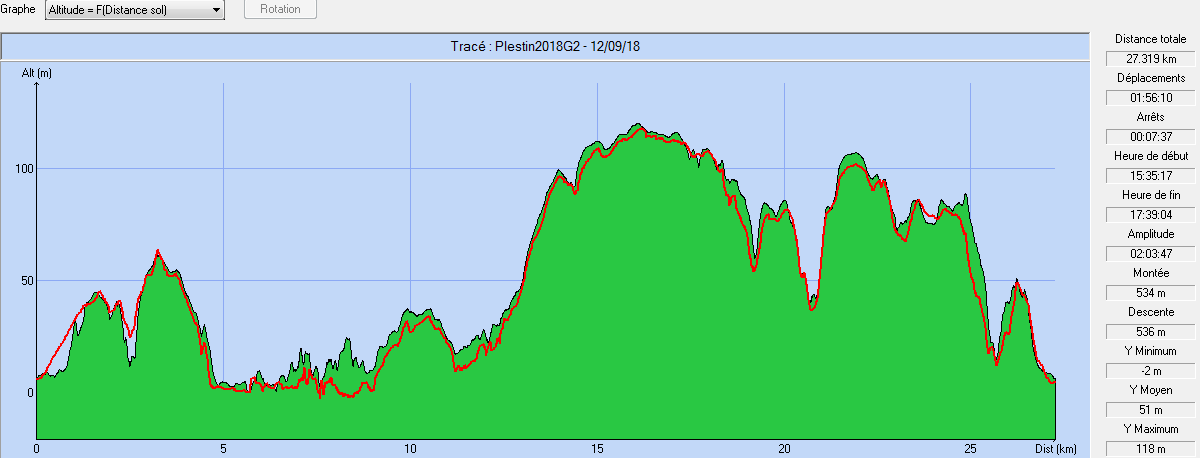 Graphe Altitude = F(Distance sol) Rotation
Tracé : Plestin2018G2 - 12/09/18
Alt (m)
100
50
0
0 5 10 15 20 25 Dist (km)
Distance totale
27.319 km
Déplacements
01:56:10
Arrêts
00:07:37
Heure de début
15:35:17
Heure de fin
17:39:04
Amplitude
02:03:47
Montée
534 m
Descente
536 m
Y Minimum
-2 m
Y Moyen
51 m
Y Maximum
118 m